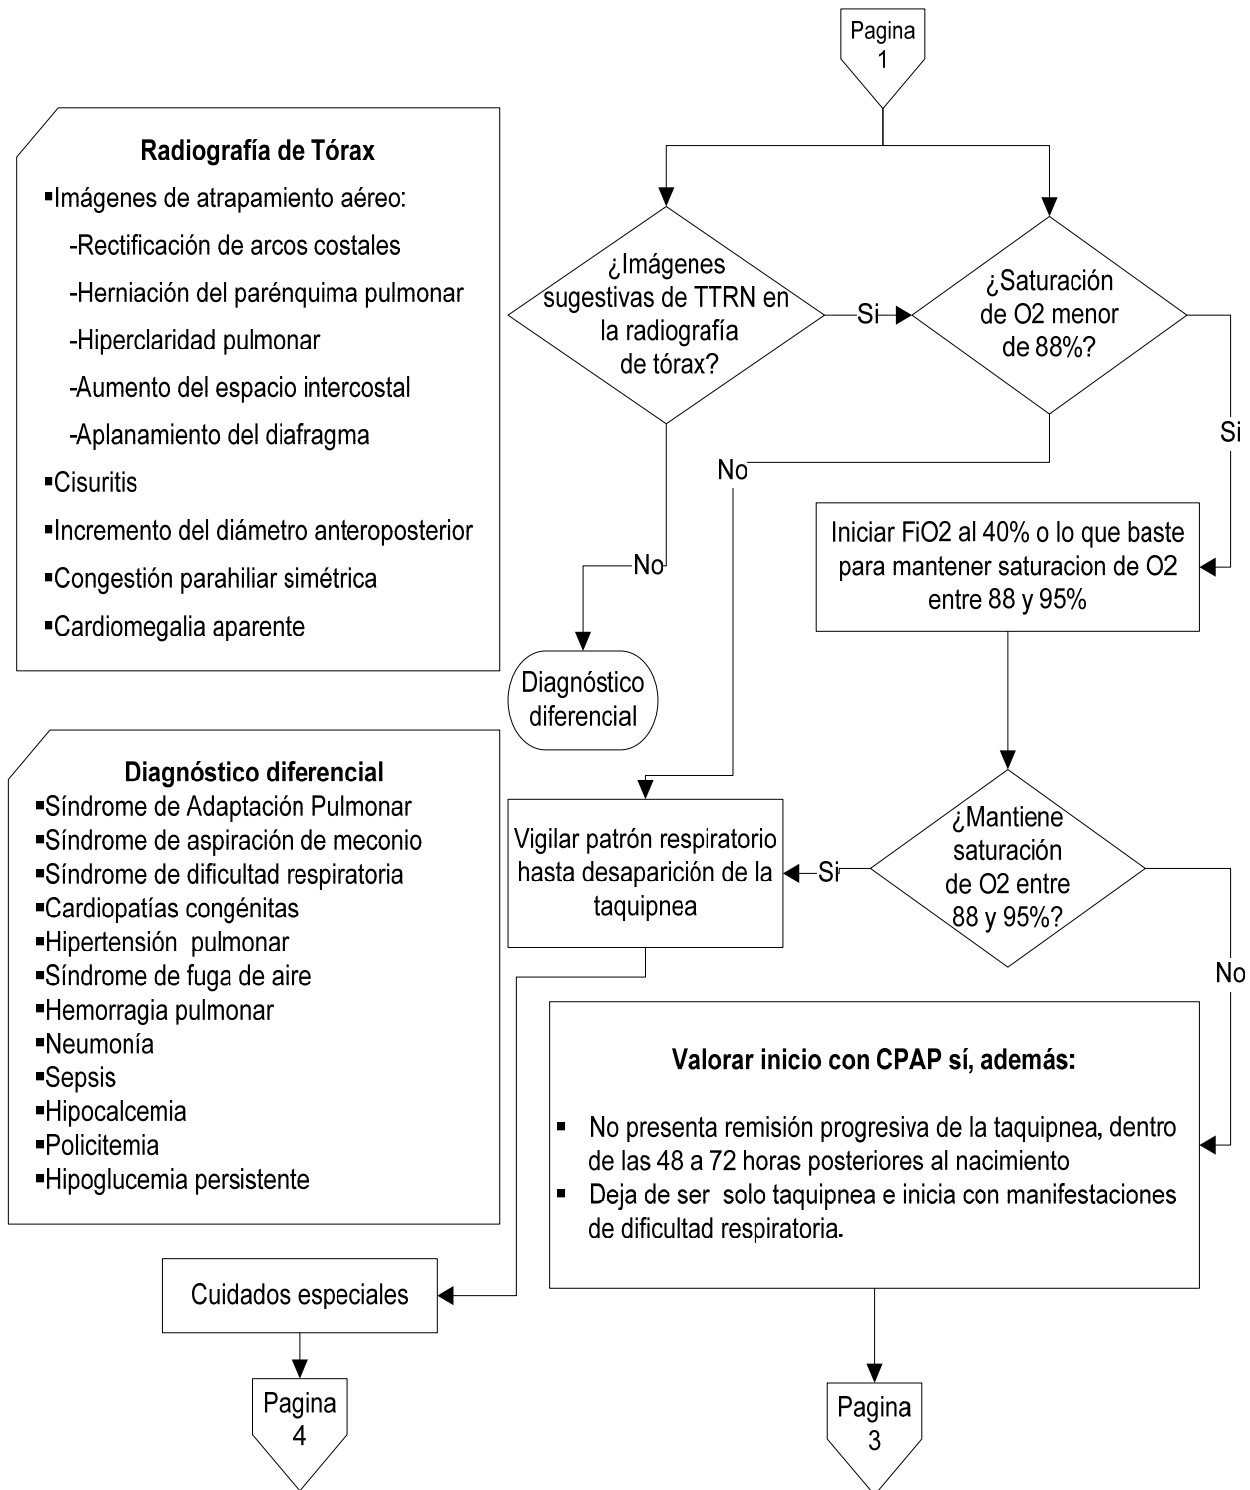 Pagina
1
Radiografía de Tórax
▪Imágenes de atrapamiento aéreo:
-Rectificación de arcos costales
-Herniación del parénquima pulmonar
-Hiperclaridad pulmonar
-Aumento del espacio intercostal
-Aplanamiento del diafragma
▪Cisuritis
▪Incremento del diámetro anteroposterior
▪Congestión parahiliar simétrica
▪Cardiomegalia aparente
¿Imágenes
sugestivas de TTRN en
la radiografía
de tórax?
Si
¿Saturación
de O2 menor
de 88%?
Si
No
No
Iniciar FiO2 al 40% o lo que baste
para mantener saturacion de O2
entre 88 y 95%
Diagnóstico
diferencial
Diagnóstico diferencial
▪Síndrome de Adaptación Pulmonar
▪Síndrome de aspiración de meconio
▪Síndrome de dificultad respiratoria
▪Cardiopatías congénitas
▪Hipertensión pulmonar
▪Síndrome de fuga de aire
▪Hemorragia pulmonar
▪Neumonía
▪Sepsis
▪Hipocalcemia
▪Policitemia
▪Hipoglucemia persistente
Vigilar patrón respiratorio
hasta desaparición de la
taquipnea
Si
¿Mantiene
saturación
de O2 entre
88 y 95%?
No
Valorar inicio con CPAP sí, además:
▪ No presenta remisión progresiva de la taquipnea, dentro
de las 48 a 72 horas posteriores al nacimiento
▪ Deja de ser solo taquipnea e inicia con manifestaciones
de dificultad respiratoria.
Cuidados especiales
Pagina
4
Pagina
3